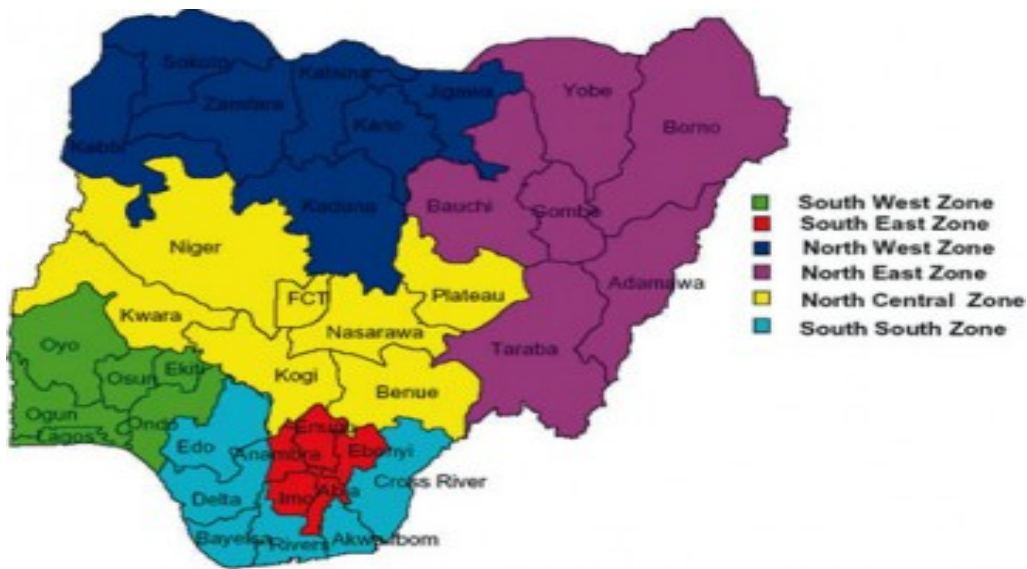 Sokoto
Katsina
Jigawa
Yobe
Zamfara
Kano
Borno
Kebbi
Kaduna
Bauchi
Gombe
Niger
Adamawa
FCT
Plateau
Kwara
Nasarawa
Oyo
Taraba
Ekiti
Osun
Kogi
Benue
Ogun
Ondo
Enugu
Lagos
Edo
Anambra
Ebonyi
Cross River
Delta
Imo
Abia
Bayelsa
Rivers
Akwa Ibom
South West Zone
South East Zone
North West Zone
North East Zone
North Central Zone
South South Zone